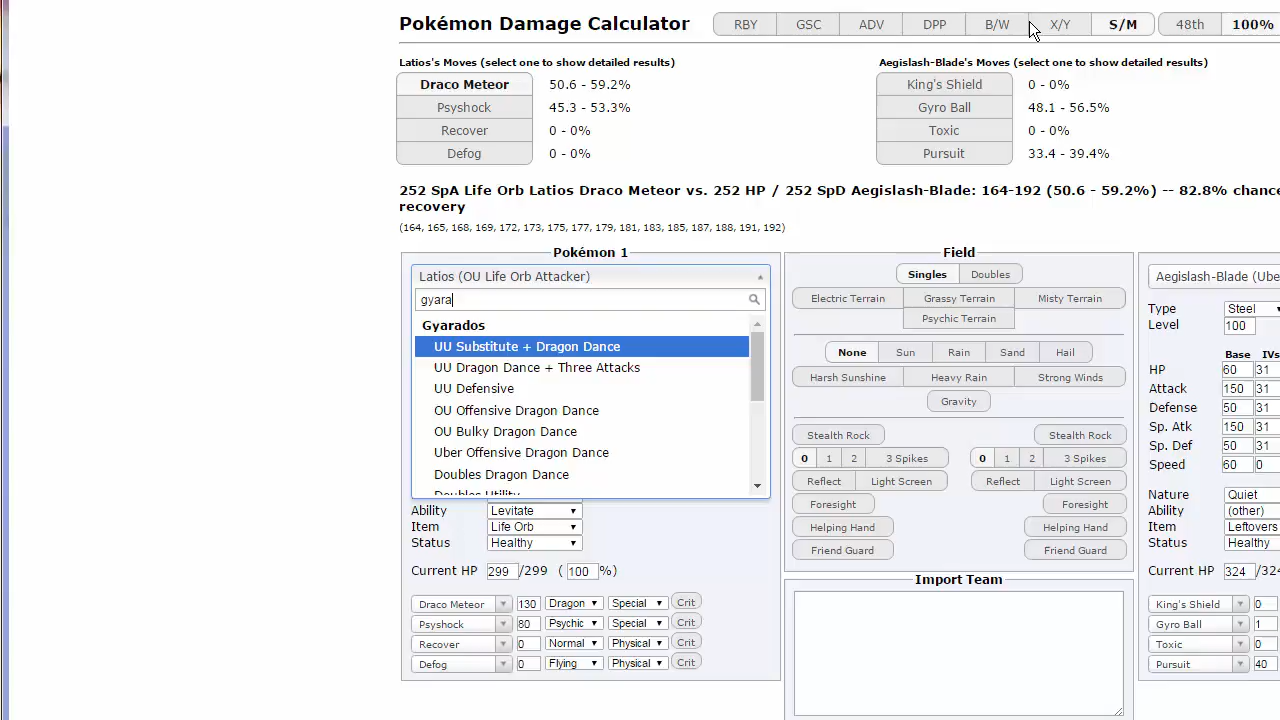 Pokémon Damage Calculator RBY GSC ADV DPP B/W X/Y S/M 48th 100%
Latios's Moves (select one to show detailed results) Aegislash-Blade's Moves (select one to show detailed results)
Draco Meteor 50.6 - 59.2% King's Shield 0 - 0%
Psyshock 45.3 - 53.3% Gyro Ball 48.1 - 56.5%
Recover 0 - 0% Toxic 0 - 0%
Defog 0 - 0% Pursuit 33.4 - 39.4%
252 SpA Life Orb Latios Draco Meteor vs. 252 HP / 252 SpD Aegislash-Blade: 164-192 (50.6 - 59.2%) -- 82.8% chance
recovery
(164, 165, 168, 169, 172, 173, 175, 177, 179, 181, 183, 185, 187, 188, 191, 192)
Pokémon 1 Field
Latios (OU Life Orb Attacker) Singles Doubles Aegislash-Blade (Ube
gyara Electric Terrain Grassy Terrain Misty Terrain Type Steel
Psychic Terrain Level 100
Gyarados
UU Substitute + Dragon Dance None Sun Rain Sand Hail Base IVs
UU Dragon Dance + Three Attacks Harsh Sunshine Heavy Rain Strong Winds HP 60 31
UU Defensive Attack 150 31
OU Offensive Dragon Dance Gravity Defense 50 31
OU Bulky Dragon Dance Stealth Rock Stealth Rock Sp. Atk 150 31
Uber Offensive Dragon Dance 0 1 2 3 Spikes 0 1 2 3 Spikes Sp. Def 50 31
Doubles Dragon Dance Reflect Light Screen Reflect Light Screen Speed 60 0
Doubles Utility Foresight Foresight Nature Quiet
Ability Levitate Ability (other)
Item Life Orb Helping Hand Helping Hand Item Leftovers
Status Healthy Friend Guard Friend Guard Status Healthy
Current HP 299 /299 ( 100 %) Import Team Current HP 324 /324
Draco Meteor 130 Dragon Special Crit King's Shield 0
Psyshock 80 Psychic Special Crit Gyro Ball 1
Recover 0 Normal Physical Crit Toxic 0
Defog 0 Flying Physical Crit Pursuit 40